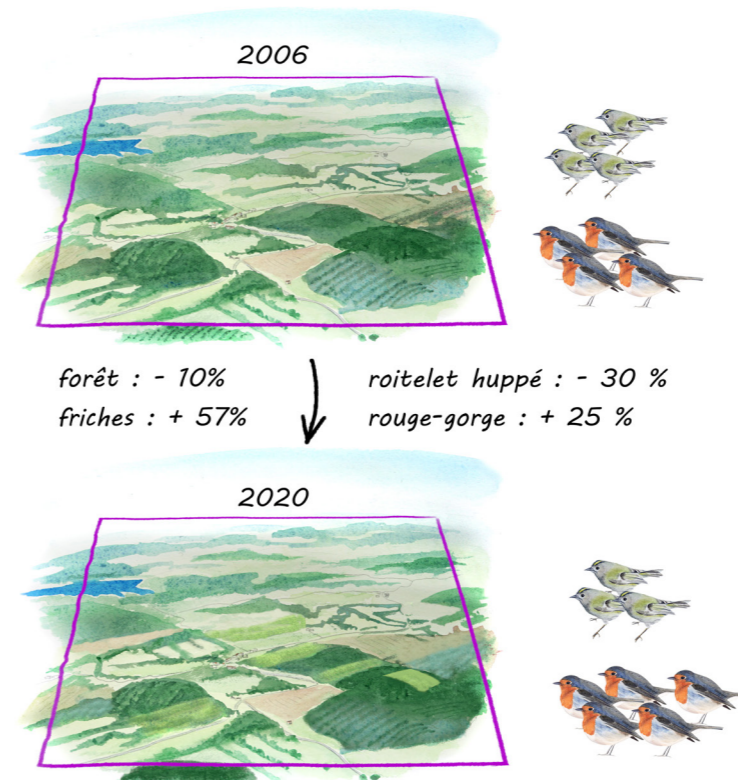 2006
forêt : - 10%
friches : + 57%
roitelet huppé : - 30 %
rouge-gorge : + 25 %
2020